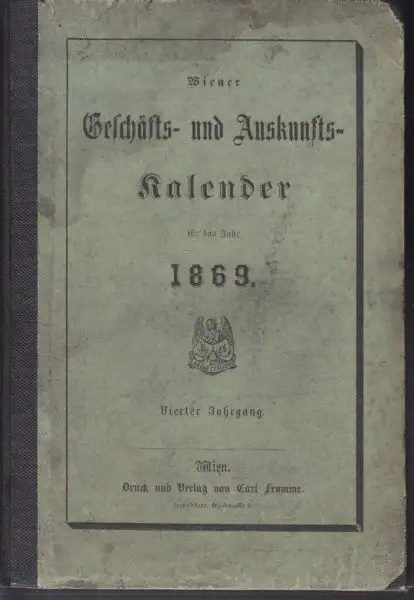 Wiener
Geschäfts- und Auskunfts-
Kalender
für das Jahr
1869.
Vierter Jahrgang.
Wien.
Druck und Verlag von Carl Fromme.